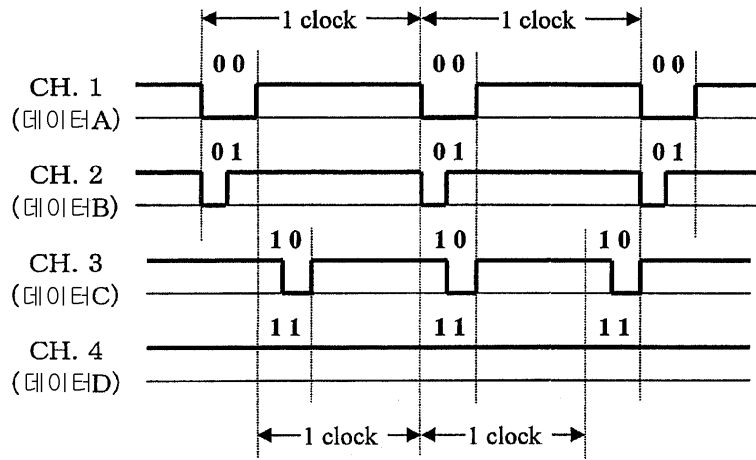 1 clock 1 clock
0 0 0 0 0 0
CH. 1
(데이터A)
0 1 0 1 0 1
CH. 2
(데이터B)
1 0 1 0 1 0
CH. 3
(데이터C)
1 1 1 1 1 1
CH. 4
(데이터D)
1 clock 1 clock